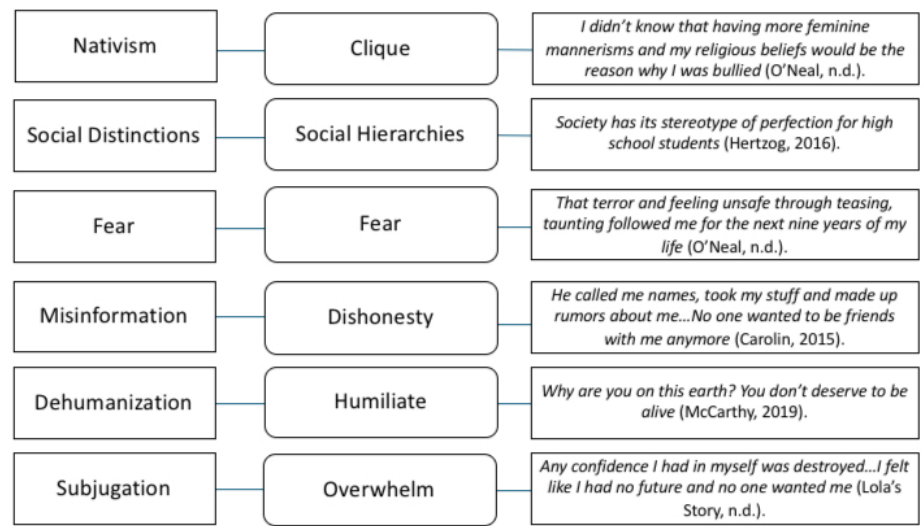 Nativism
Clique
I didn't know that having more feminine
mannerisms and my religious beliefs would be the
reason why I was bullied (O'Neal, n.d.).
Social Distinctions
Social Hierarchies
Society has its stereotype of perfection for high
school students (Hertzog, 2016).
Fear
Fear
That terror and feeling unsafe through teasing,
taunting followed me for the next nine years of my
life (O'Neal, n.d.).
Misinformation
Dishonesty
He called me names, took my stuff and made up
rumors about me...No one wanted to be friends
with me anymore (Carolin, 2015).
Dehumanization
Humiliate
Why are you on this earth? You don't deserve to be
alive (McCarthy, 2019).
Subjugation
Overwhelm
Any confidence I had in myself was destroyed...I felt
like I had no future and no one wanted me (Lola's
Story, n.d.).